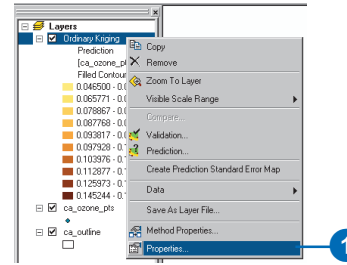 Layers
Ordinary Kriging
Prediction
[ca_ozone_pt
Filled Contour
0.046500 - 0.0
0.065771 - 0.0
0.078867 - 0.0
0.087768 - 0.0
0.093817 - 0.0
0.097928 - 0.1
0.103976 - 0.1
0.112877 - 0.1
0.125973 - 0.1
0.145244 - 0.1
ca_ozone_pts
ca_outline
Copy
Remove
Zoom To Layer
Visible Scale Range
Compare...
Validation...
Prediction...
Create Prediction Standard Error Map
Data
Save As Layer File...
Method Properties...
Properties...
1